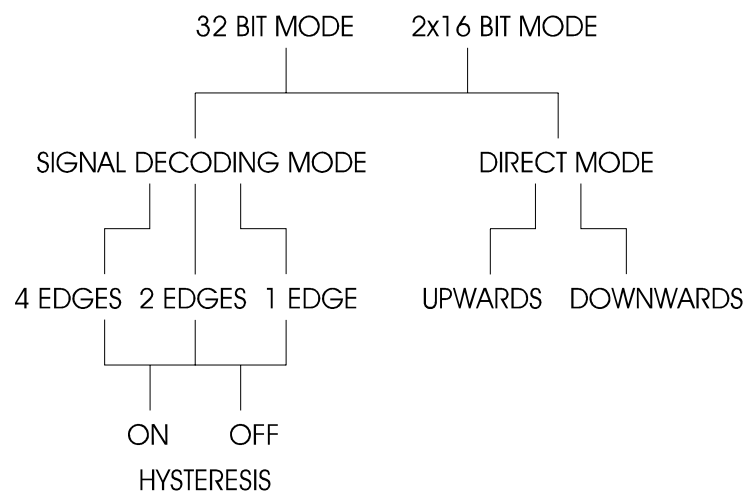 32 BIT MODE 2x16 BIT MODE
SIGNAL DECODING MODE DIRECT MODE
4 EDGES 2 EDGES 1 EDGE UPWARDS DOWNWARDS
ON OFF
HYSTERESIS